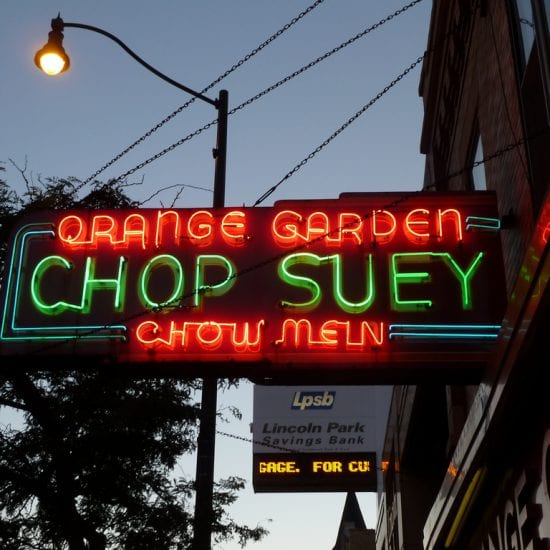 ORANGE GARDEN
CHOP SUEY
CHOW MEIN
Lpsb
Lincoln Park
Savings Bank
GAGE. FOR CU